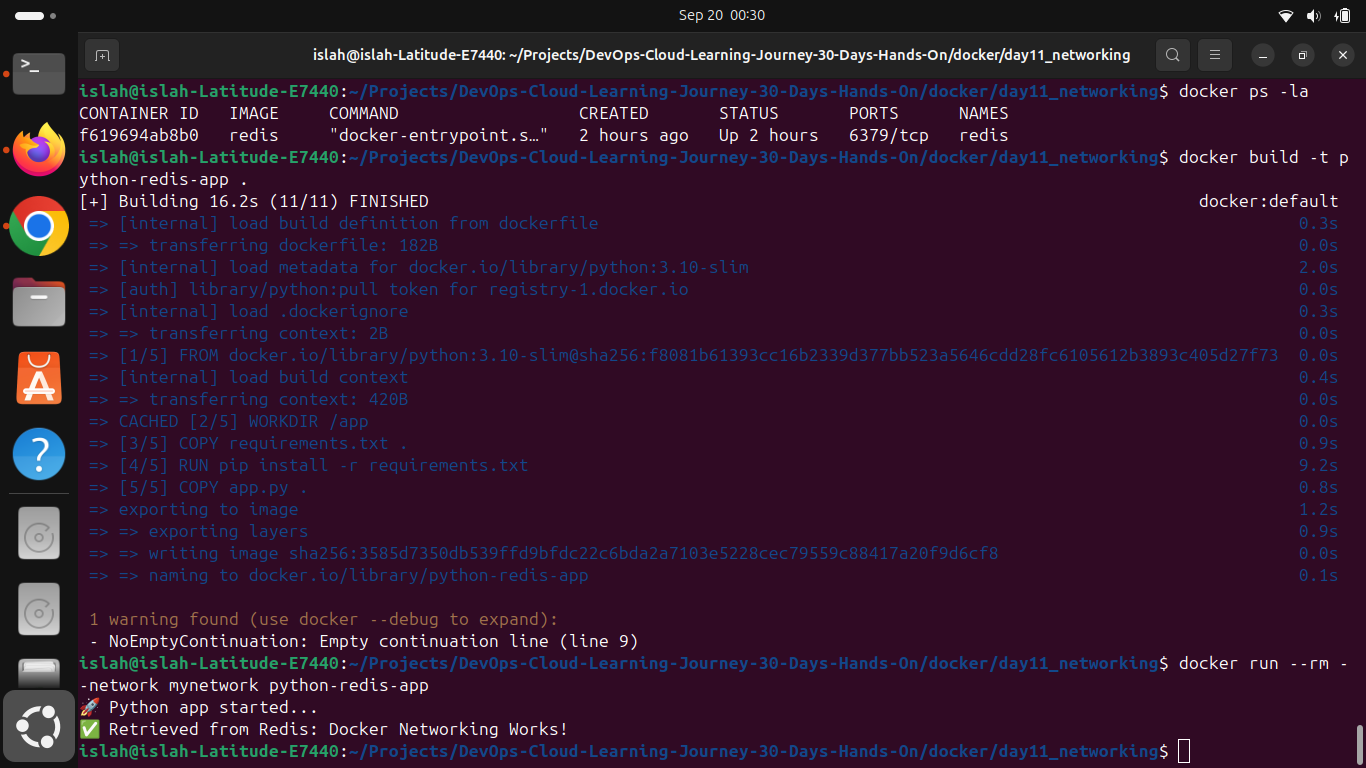 Sep 20 00:30
islah@islah-Latitude-E7440: ~/Projects/DevOps-Cloud-Learning-Journey-30-Days-Hands-On/docker/day11_networking
islah@islah-Latitude-E7440:~/Projects/DevOps-Cloud-Learning-Journey-30-Days-Hands-On/docker/day11_networking$ docker ps -la
CONTAINER ID   IMAGE     COMMAND                  CREATED       STATUS       PORTS      NAMES
f619694ab8b0   redis     "docker-entrypoint.s…"   2 hours ago   Up 2 hours   6379/tcp   redis
islah@islah-Latitude-E7440:~/Projects/DevOps-Cloud-Learning-Journey-30-Days-Hands-On/docker/day11_networking$ docker build -t p
ython-redis-app .
[+] Building 16.2s (11/11) FINISHED docker:default
=> [internal] load build definition from dockerfile 0.3s
=> => transferring dockerfile: 182B 0.0s
=> [internal] load metadata for docker.io/library/python:3.10-slim 2.0s
=> [auth] library/python:pull token for registry-1.docker.io 0.0s
=> [internal] load .dockerignore 0.3s
=> => transferring context: 2B 0.0s
=> [1/5] FROM docker.io/library/python:3.10-slim@sha256:f8081b61393cc16b2339d377bb523a5646cdd28fc6105612b3893c405d27f73 0.0s
=> [internal] load build context 0.4s
=> => transferring context: 420B 0.0s
=> CACHED [2/5] WORKDIR /app 0.0s
=> [3/5] COPY requirements.txt . 0.9s
=> [4/5] RUN pip install -r requirements.txt 9.2s
=> [5/5] COPY app.py . 0.8s
=> exporting to image 1.2s
=> => exporting layers 0.9s
=> => writing image sha256:3585d7350db539ffd9bfdc22c6bda2a7103e5228cec79559c88417a20f9d6cf8 0.0s
=> => naming to docker.io/library/python-redis-app 0.1s
1 warning found (use docker --debug to expand):
- NoEmptyContinuation: Empty continuation line (line 9)
islah@islah-Latitude-E7440:~/Projects/DevOps-Cloud-Learning-Journey-30-Days-Hands-On/docker/day11_networking$ docker run --rm -
-network mynetwork python-redis-app
🚀 Python app started...
✅ Retrieved from Redis: Docker Networking Works!
islah@islah-Latitude-E7440:~/Projects/DevOps-Cloud-Learning-Journey-30-Days-Hands-On/docker/day11_networking$